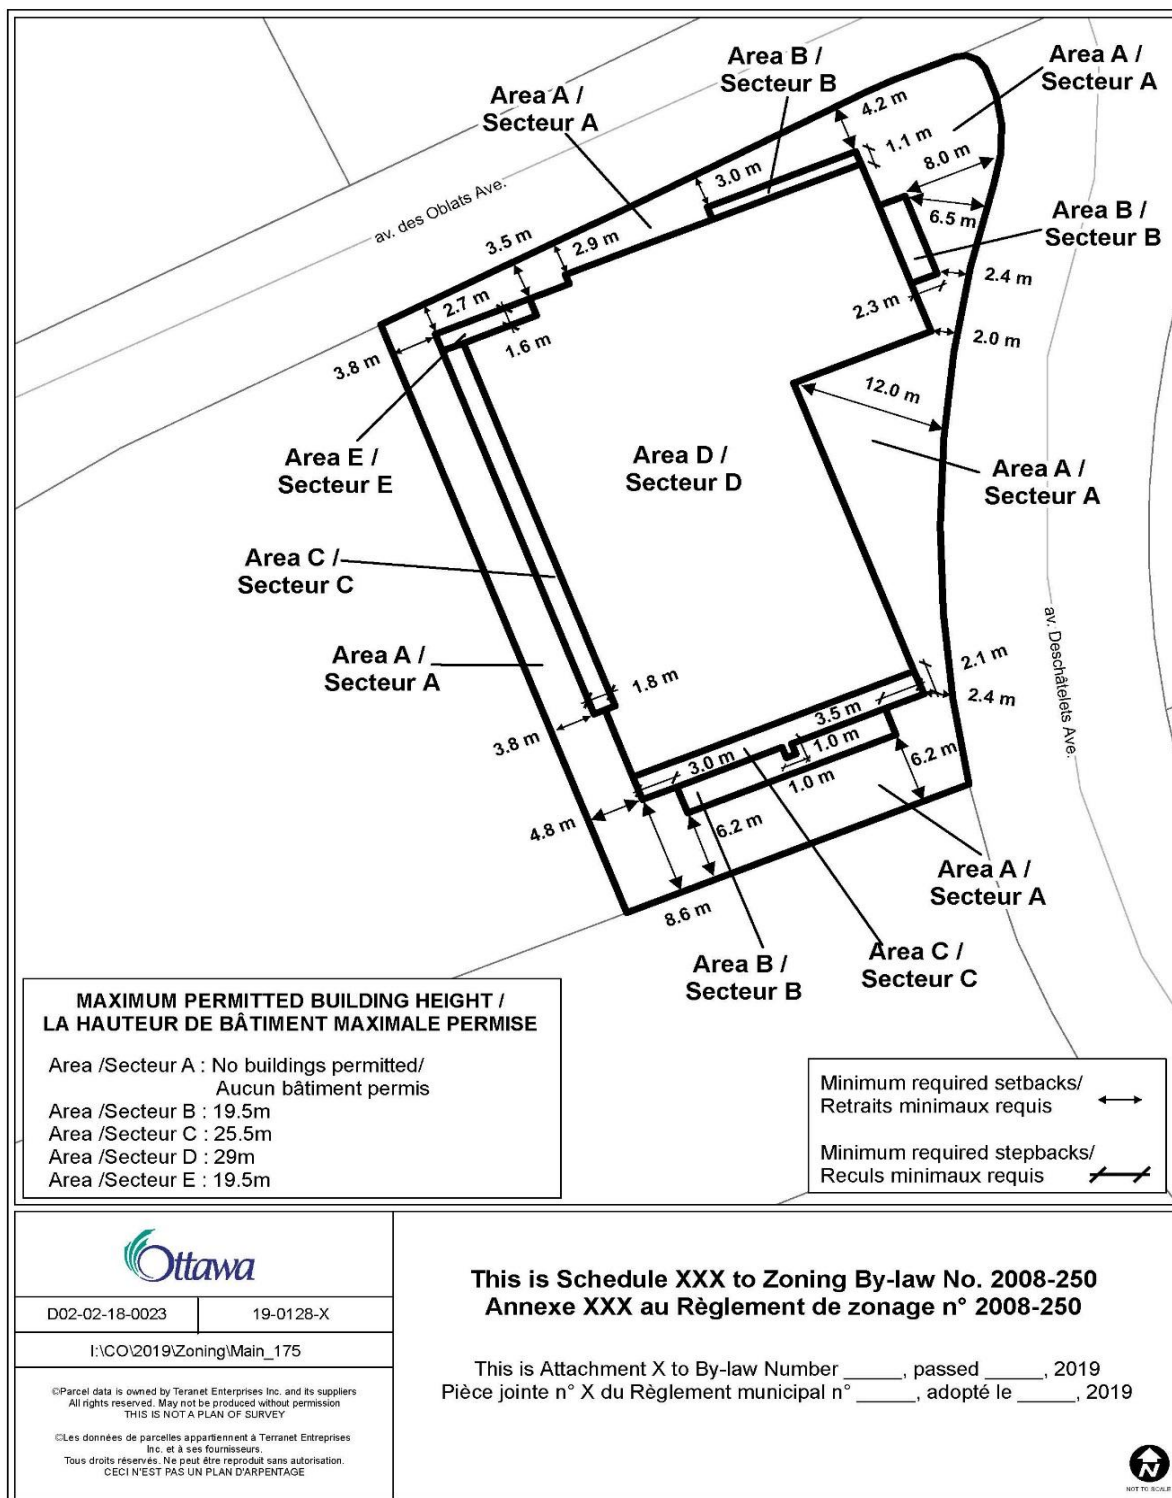 Area B /
Secteur B
Area A /
Secteur A
Area A /
Secteur A
4.2 m
1.1 m
8.0 m
3.0 m
av. des Oblats Ave.
6.5 m
Area B /
Secteur B
3.5 m
2.9 m
2.4 m
2.7 m
2.3 m
2.0 m
1.6 m
3.8 m
12.0 m
Area E /
Secteur E
Area D /
Secteur D
Area A /
Secteur A
Area C /
Secteur C
av. Deschâtelets Ave.
Area A /
Secteur A
2.1 m
1.8 m
2.4 m
3.5 m
3.8 m
1.0 m
3.0 m
6.2 m
1.0 m
4.8 m
6.2 m
Area A /
Secteur A
8.6 m
Area B /
Secteur B
Area C /
Secteur C
MAXIMUM PERMITTED BUILDING HEIGHT /
LA HAUTEUR DE BÂTIMENT MAXIMALE PERMISE
Area /Secteur A : No buildings permitted/
Aucun bâtiment permis
Area /Secteur B : 19.5m
Area /Secteur C : 25.5m
Area /Secteur D : 29m
Area /Secteur E : 19.5m
Minimum required setbacks/
Retraits minimaux requis
Minimum required stepbacks/
Reculs minimaux requis
Ottawa
D02-02-18-0023
19-0128-X
I:\CO\2019\Zoning\Main_175
©Parcel data is owned by Teranet Enterprises Inc. and its suppliers
All rights reserved. May not be produced without permission
THIS IS NOT A PLAN OF SURVEY
©Les données de parcelles appartiennent à Terranet Entreprises
Inc. et à ses fournisseurs.
Tous droits réservés. Ne peut être reproduit sans autorisation.
CECI N'EST PAS UN PLAN D'ARPENTAGE
This is Schedule XXX to Zoning By-law No. 2008-250
Annexe XXX au Règlement de zonage n° 2008-250
This is Attachment X to By-law Number _____, passed _____, 2019
Pièce jointe n° X du Règlement municipal n° _____, adopté le _____, 2019
N
NOT TO SCALE